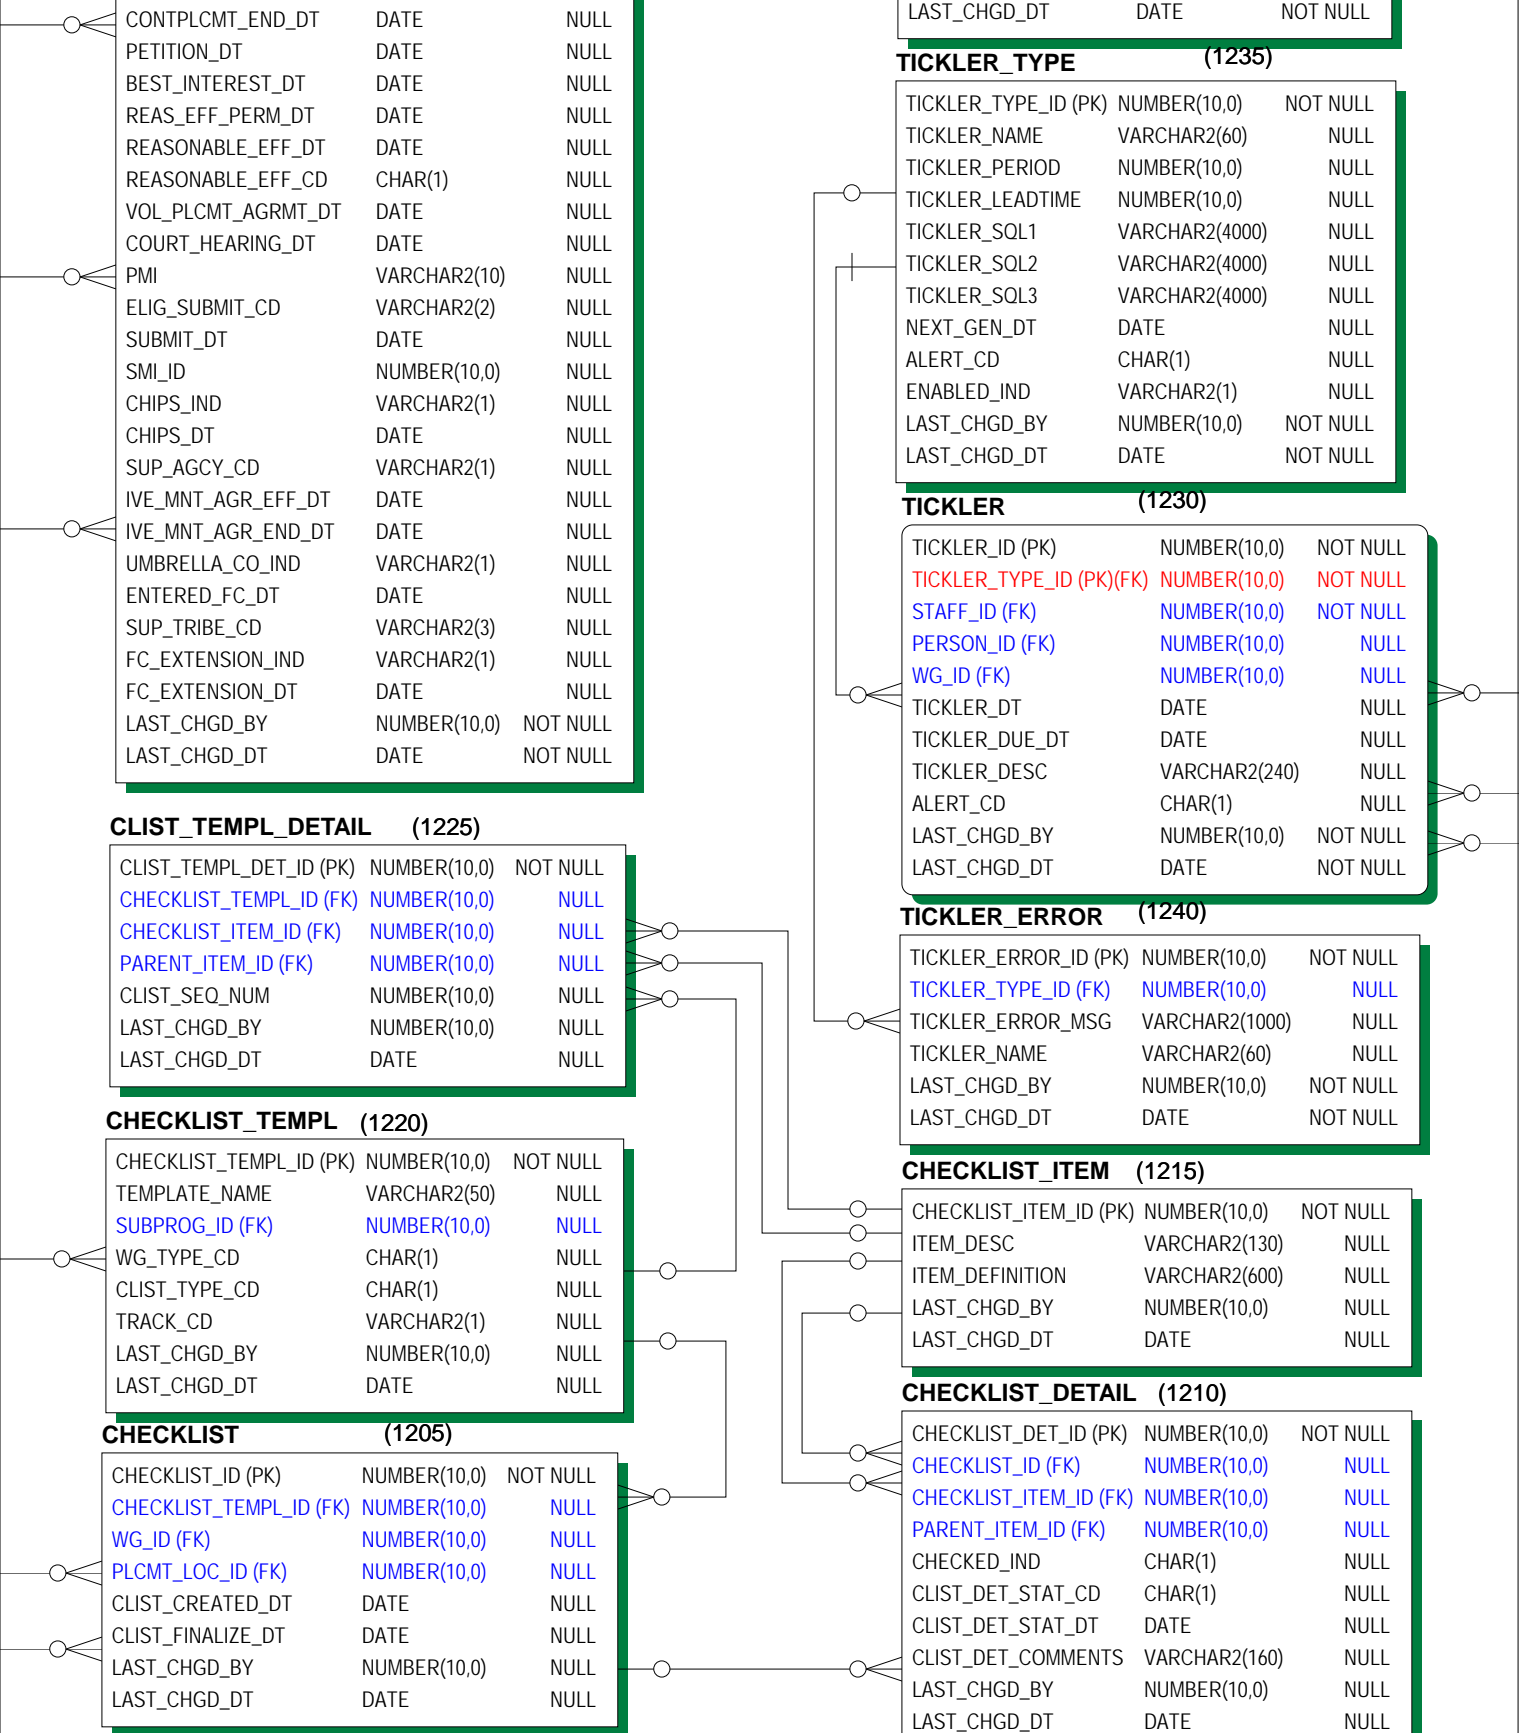 CONTPLCMT_END_DT DATE NULL
PETITION_DT DATE NULL
BEST_INTEREST_DT DATE NULL
REAS_EFF_PERM_DT DATE NULL
REASONABLE_EFF_DT DATE NULL
REASONABLE_EFF_CD CHAR(1) NULL
VOL_PLCMT_AGRMT_DT DATE NULL
COURT_HEARING_DT DATE NULL
PMI VARCHAR2(10) NULL
ELIG_SUBMIT_CD VARCHAR2(2) NULL
SUBMIT_DT DATE NULL
SMI_ID NUMBER(10,0) NULL
CHIPS_IND VARCHAR2(1) NULL
CHIPS_DT DATE NULL
SUP_AGCY_CD VARCHAR2(1) NULL
IVE_MNT_AGR_EFF_DT DATE NULL
IVE_MNT_AGR_END_DT DATE NULL
UMBRELLA_CO_IND VARCHAR2(1) NULL
ENTERED_FC_DT DATE NULL
SUP_TRIBE_CD VARCHAR2(3) NULL
FC_EXTENSION_IND VARCHAR2(1) NULL
FC_EXTENSION_DT DATE NULL
LAST_CHGD_BY NUMBER(10,0) NOT NULL
LAST_CHGD_DT DATE NOT NULL
CLIST_TEMPL_DETAIL (1225)
CLIST_TEMPL_DET_ID (PK) NUMBER(10,0) NOT NULL
CHECKLIST_TEMPL_ID (FK) NUMBER(10,0) NULL
CHECKLIST_ITEM_ID (FK) NUMBER(10,0) NULL
PARENT_ITEM_ID (FK) NUMBER(10,0) NULL
CLIST_SEQ_NUM NUMBER(10,0) NULL
LAST_CHGD_BY NUMBER(10,0) NULL
LAST_CHGD_DT DATE NULL
CHECKLIST_TEMPL (1220)
CHECKLIST_TEMPL_ID (PK) NUMBER(10,0) NOT NULL
TEMPLATE_NAME VARCHAR2(50) NULL
SUBPROG_ID (FK) NUMBER(10,0) NULL
WG_TYPE_CD CHAR(1) NULL
CLIST_TYPE_CD CHAR(1) NULL
TRACK_CD VARCHAR2(1) NULL
LAST_CHGD_BY NUMBER(10,0) NULL
LAST_CHGD_DT DATE NULL
CHECKLIST (1205)
CHECKLIST_ID (PK) NUMBER(10,0) NOT NULL
CHECKLIST_TEMPL_ID (FK) NUMBER(10,0) NULL
WG_ID (FK) NUMBER(10,0) NULL
PLCMT_LOC_ID (FK) NUMBER(10,0) NULL
CLIST_CREATED_DT DATE NULL
CLIST_FINALIZE_DT DATE NULL
LAST_CHGD_BY NUMBER(10,0) NULL
LAST_CHGD_DT DATE NULL
LAST_CHGD_DT DATE NOT NULL
TICKLER_TYPE (1235)
TICKLER_TYPE_ID (PK) NUMBER(10,0) NOT NULL
TICKLER_NAME VARCHAR2(60) NULL
TICKLER_PERIOD NUMBER(10,0) NULL
TICKLER_LEADTIME NUMBER(10,0) NULL
TICKLER_SQL1 VARCHAR2(4000) NULL
TICKLER_SQL2 VARCHAR2(4000) NULL
TICKLER_SQL3 VARCHAR2(4000) NULL
NEXT_GEN_DT DATE NULL
ALERT_CD CHAR(1) NULL
ENABLED_IND VARCHAR2(1) NULL
LAST_CHGD_BY NUMBER(10,0) NOT NULL
LAST_CHGD_DT DATE NOT NULL
TICKLER (1230)
TICKLER_ID (PK) NUMBER(10,0) NOT NULL
TICKLER_TYPE_ID (PK)(FK) NUMBER(10,0) NOT NULL
STAFF_ID (FK) NUMBER(10,0) NOT NULL
PERSON_ID (FK) NUMBER(10,0) NULL
WG_ID (FK) NUMBER(10,0) NULL
TICKLER_DT DATE NULL
TICKLER_DUE_DT DATE NULL
TICKLER_DESC VARCHAR2(240) NULL
ALERT_CD CHAR(1) NULL
LAST_CHGD_BY NUMBER(10,0) NOT NULL
LAST_CHGD_DT DATE NOT NULL
TICKLER_ERROR (1240)
TICKLER_ERROR_ID (PK) NUMBER(10,0) NOT NULL
TICKLER_TYPE_ID (FK) NUMBER(10,0) NULL
TICKLER_ERROR_MSG VARCHAR2(1000) NULL
TICKLER_NAME VARCHAR2(60) NULL
LAST_CHGD_BY NUMBER(10,0) NOT NULL
LAST_CHGD_DT DATE NOT NULL
CHECKLIST_ITEM (1215)
CHECKLIST_ITEM_ID (PK) NUMBER(10,0) NOT NULL
ITEM_DESC VARCHAR2(130) NULL
ITEM_DEFINITION VARCHAR2(600) NULL
LAST_CHGD_BY NUMBER(10,0) NULL
LAST_CHGD_DT DATE NULL
CHECKLIST_DETAIL (1210)
CHECKLIST_DET_ID (PK) NUMBER(10,0) NOT NULL
CHECKLIST_ID (FK) NUMBER(10,0) NULL
CHECKLIST_ITEM_ID (FK) NUMBER(10,0) NULL
PARENT_ITEM_ID (FK) NUMBER(10,0) NULL
CHECKED_IND CHAR(1) NULL
CLIST_DET_STAT_CD CHAR(1) NULL
CLIST_DET_STAT_DT DATE NULL
CLIST_DET_COMMENTS VARCHAR2(160) NULL
LAST_CHGD_BY NUMBER(10,0) NULL
LAST_CHGD_DT DATE NULL